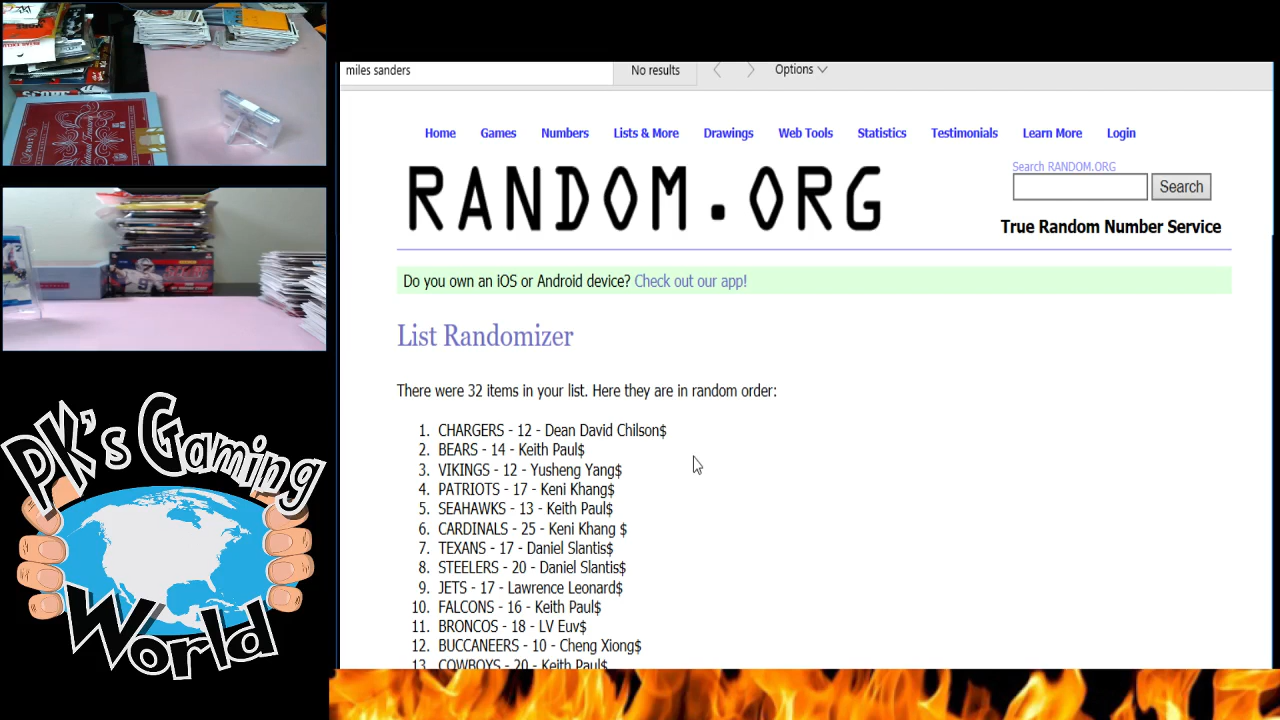 miles sanders
No results
Options
Home Games Numbers Lists & More Drawings Web Tools Statistics Testimonials Learn More Login
RANDOM.ORG
Search RANDOM.ORG
Search
True Random Number Service
Do you own an iOS or Android device? Check out our app!
List Randomizer
There were 32 items in your list. Here they are in random order:
1. CHARGERS - 12 - Dean David Chilson$
2. BEARS - 14 - Keith Paul$
3. VIKINGS - 12 - Yusheng Yang$
4. PATRIOTS - 17 - Keni Khang$
5. SEAHAWKS - 13 - Keith Paul$
6. CARDINALS - 25 - Keni Khang $
7. TEXANS - 17 - Daniel Slantis$
8. STEELERS - 20 - Daniel Slantis$
9. JETS - 17 - Lawrence Leonard$
10. FALCONS - 16 - Keith Paul$
11. BRONCOS - 18 - LV Euv$
12. BUCCANEERS - 10 - Cheng Xiong$
13. COWBOYS - 20 - Keith Paul$
PK's Gaming
World